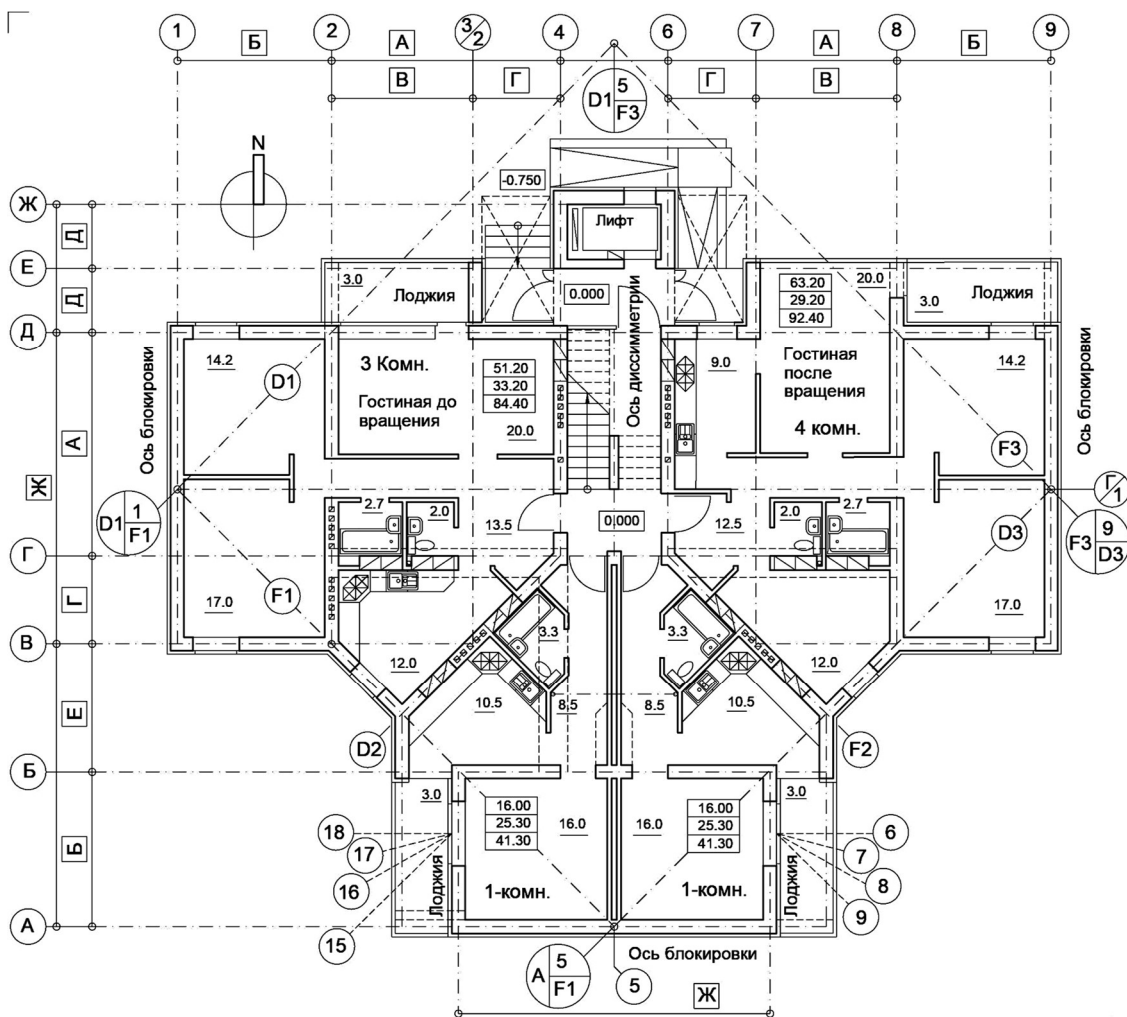 1
2
3/2
4
6
7
8
9
Б
А
А
Б
В
Г
Г
В
D1 5
F3
N
-0.750
Ж
Д
Е
Д
Д
Лифт
3.0
Лоджия
0.000
63.20
29.20
92.40
20.0
3.0
Лоджия
Ось блокировки
14.2
D1
3 Комн.
Гостиная до
вращения
51.20
33.20
84.40
20.0
Ось диссимметрии
9.0
Гостиная
после
вращения
4 комн.
14.2
F3
Ось блокировки
А
Ж
D1 1
F1
2.7
2.0
13.5
0.000
12.5
2.0
2.7
Г/1
F3 9
D3
D3
Г
Г
F1
17.0
17.0
В
12.0
3.3
3.3
12.0
Е
D2
10.5
8.5
8.5
10.5
F2
Б
3.0
16.00
25.30
41.30
16.0
16.0
16.00
25.30
41.30
3.0
Б
18
17
16
15
Лоджия
1-комн.
1-комн.
Лоджия
6
7
8
9
А
А 5
F1
5
Ось блокировки
Ж